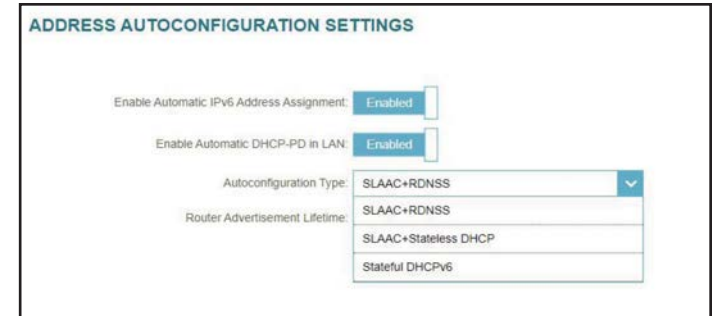 ADDRESS AUTOCONFIGURATION SETTINGS
Enable Automatic IPv6 Address Assignment: Enabled
Enable Automatic DHCP-PD in LAN: Enabled
Autoconfiguration Type: SLAAC+RDNSS
Router Advertisement Lifetime: SLAAC+RDNSS
SLAAC+Stateless DHCP
Stateful DHCPv6